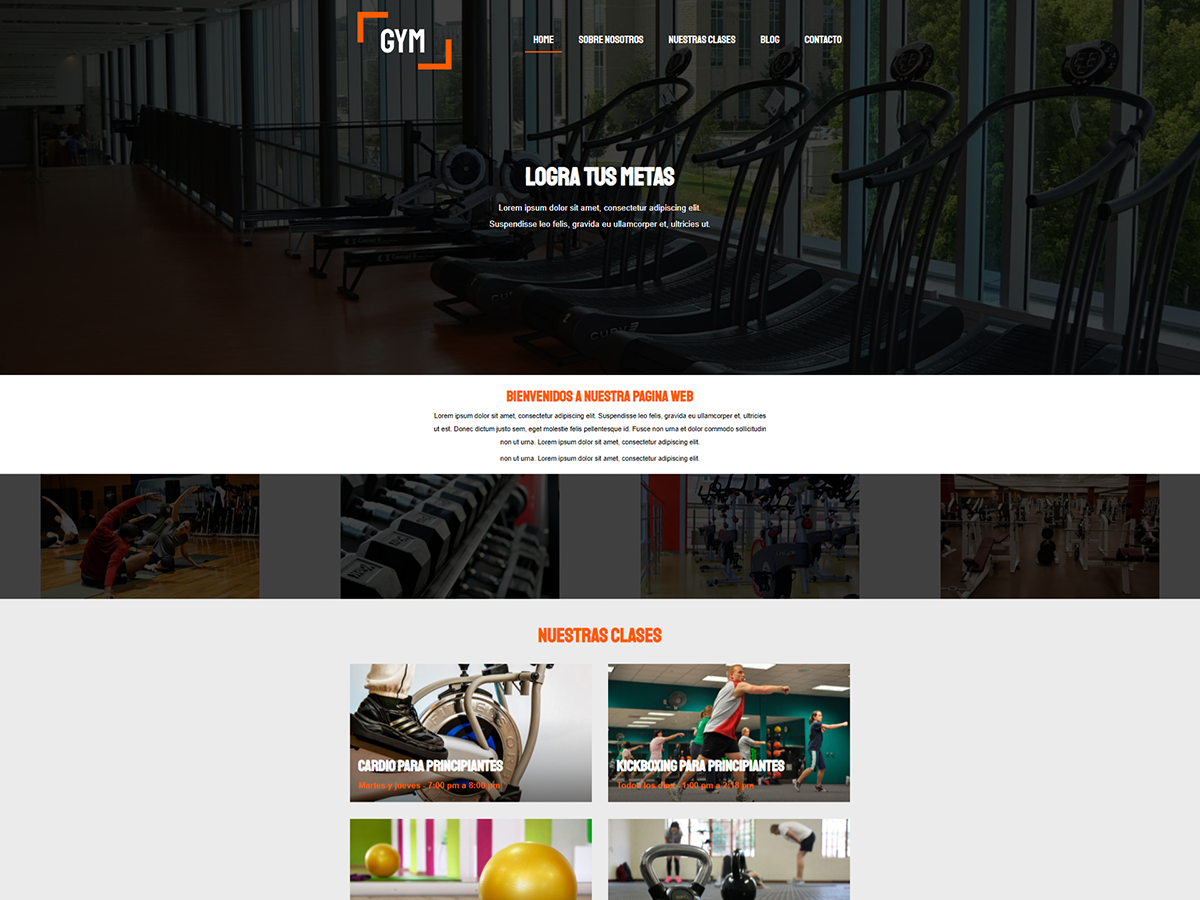 GYM
HOME
SOBRE NOSOTROS
NUESTRAS CLASES
BLOG
CONTACTO
LOGRA TUS METAS
Lorem ipsum dolor sit amet, consectetur adipiscing elit.
Suspendisse leo felis, gravida eu ullamcorper et, ultricies ut.
BIENVENIDOS A NUESTRA PAGINA WEB
Lorem ipsum dolor sit amet, consectetur adipiscing elit. Suspendisse leo felis, gravida eu ullamcorper et, ultricies
ut est. Donec dictum justo sem, eget molestie felis pellentesque id. Fusce non urna et dolor commodo sollicitudin
non ut urna. Lorem ipsum dolor sit amet, consectetur adipiscing elit.
non ut urna. Lorem ipsum dolor sit amet, consectetur adipiscing elit.
NUESTRAS CLASES
CARDIO PARA PRINCIPIANTES
Martes y jueves - 7:00 pm a 8:00 pm
KICKBOXING PARA PRINCIPIANTES
Todos los días - 1:00 pm a 2:13 pm